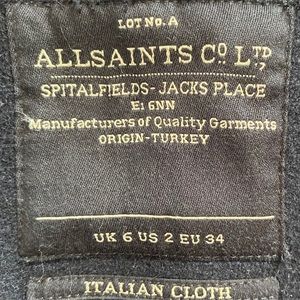 LOT NO. A
ALLSAINTS CO. LTD
SPITALFIELDS- JACKS PLACE
E1 6NN
Manufacturers of Quality Garments
ORIGIN-TURKEY
UK 6 US 2 EU 34
ITALIAN CLOTH